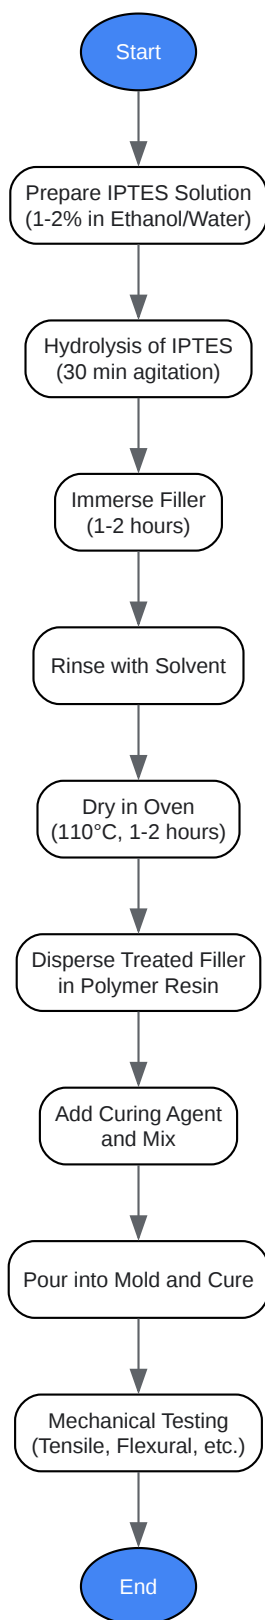 Start
Prepare IPTES Solution
(1-2% in Ethanol/Water)
Hydrolysis of IPTES
(30 min agitation)
Immerse Filler
(1-2 hours)
Rinse with Solvent
Dry in Oven
(110°C, 1-2 hours)
Disperse Treated Filler
in Polymer Resin
Add Curing Agent
and Mix
Pour into Mold and Cure
Mechanical Testing
(Tensile, Flexural, etc.)
End